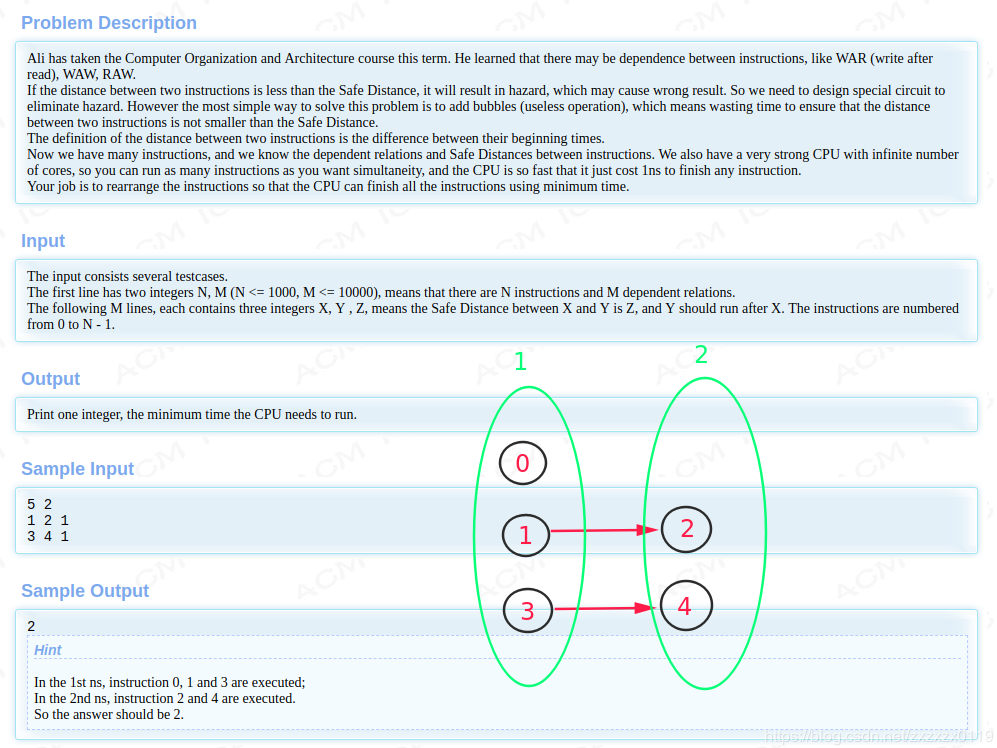 Problem Description
Ali has taken the Computer Organization and Architecture course this term. He learned that there may be dependence between instructions, like WAR (write after
read), WAW, RAW.
If the distance between two instructions is less than the Safe Distance, it will result in hazard, which may cause wrong result. So we need to design special circuit to
eliminate hazard. However the most simple way to solve this problem is to add bubbles (useless operation), which means wasting time to ensure that the distance
between two instructions is not smaller than the Safe Distance.
The definition of the distance between two instructions is the difference between their beginning times.
Now we have many instructions, and we know the dependent relations and Safe Distances between instructions. We also have a very strong CPU with infinite number
of cores, so you can run as many instructions as you want simultaneity, and the CPU is so fast that it just cost 1ns to finish any instruction.
Your job is to rearrange the instructions so that the CPU can finish all the instructions using minimum time.
Input
The input consists several testcases.
The first line has two integers N, M (N <= 1000, M <= 10000), means that there are N instructions and M dependent relations.
The following M lines, each contains three integers X, Y , Z, means the Safe Distance between X and Y is Z, and Y should run after X. The instructions are numbered
from 0 to N - 1.
Output
Print one integer, the minimum time the CPU needs to run.
Sample Input
5 2
1 2 1
3 4 1
Sample Output
2
Hint
In the 1st ns, instruction 0, 1 and 3 are executed;
In the 2nd ns, instruction 2 and 4 are executed.
So the answer should be 2.
1
2
0
1
2
3
4